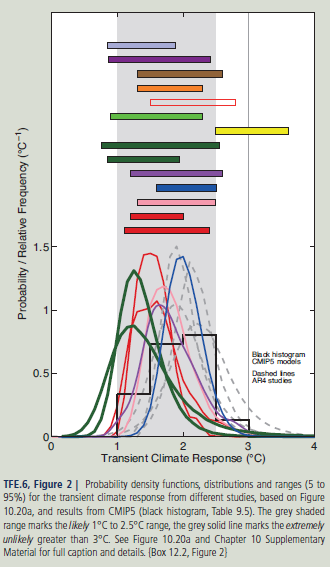 Probability / Relative Frequency (°C⁻¹)
1.5
1
0.5
0
0 1 2 3 4
Transient Climate Response (°C)
Black histogram
CMIP5 models
Dashed lines
AR4 studies
TFE.6, Figure 2 | Probability density functions, distributions and ranges (5 to
95%) for the transient climate response from different studies, based on Figure
10.20a, and results from CMIP5 (black histogram, Table 9.5). The grey shaded
range marks the likely 1°C to 2.5°C range, the grey solid line marks the extremely
unlikely greater than 3°C. See Figure 10.20a and Chapter 10 Supplementary
Material for full caption and details. {Box 12.2, Figure 2}